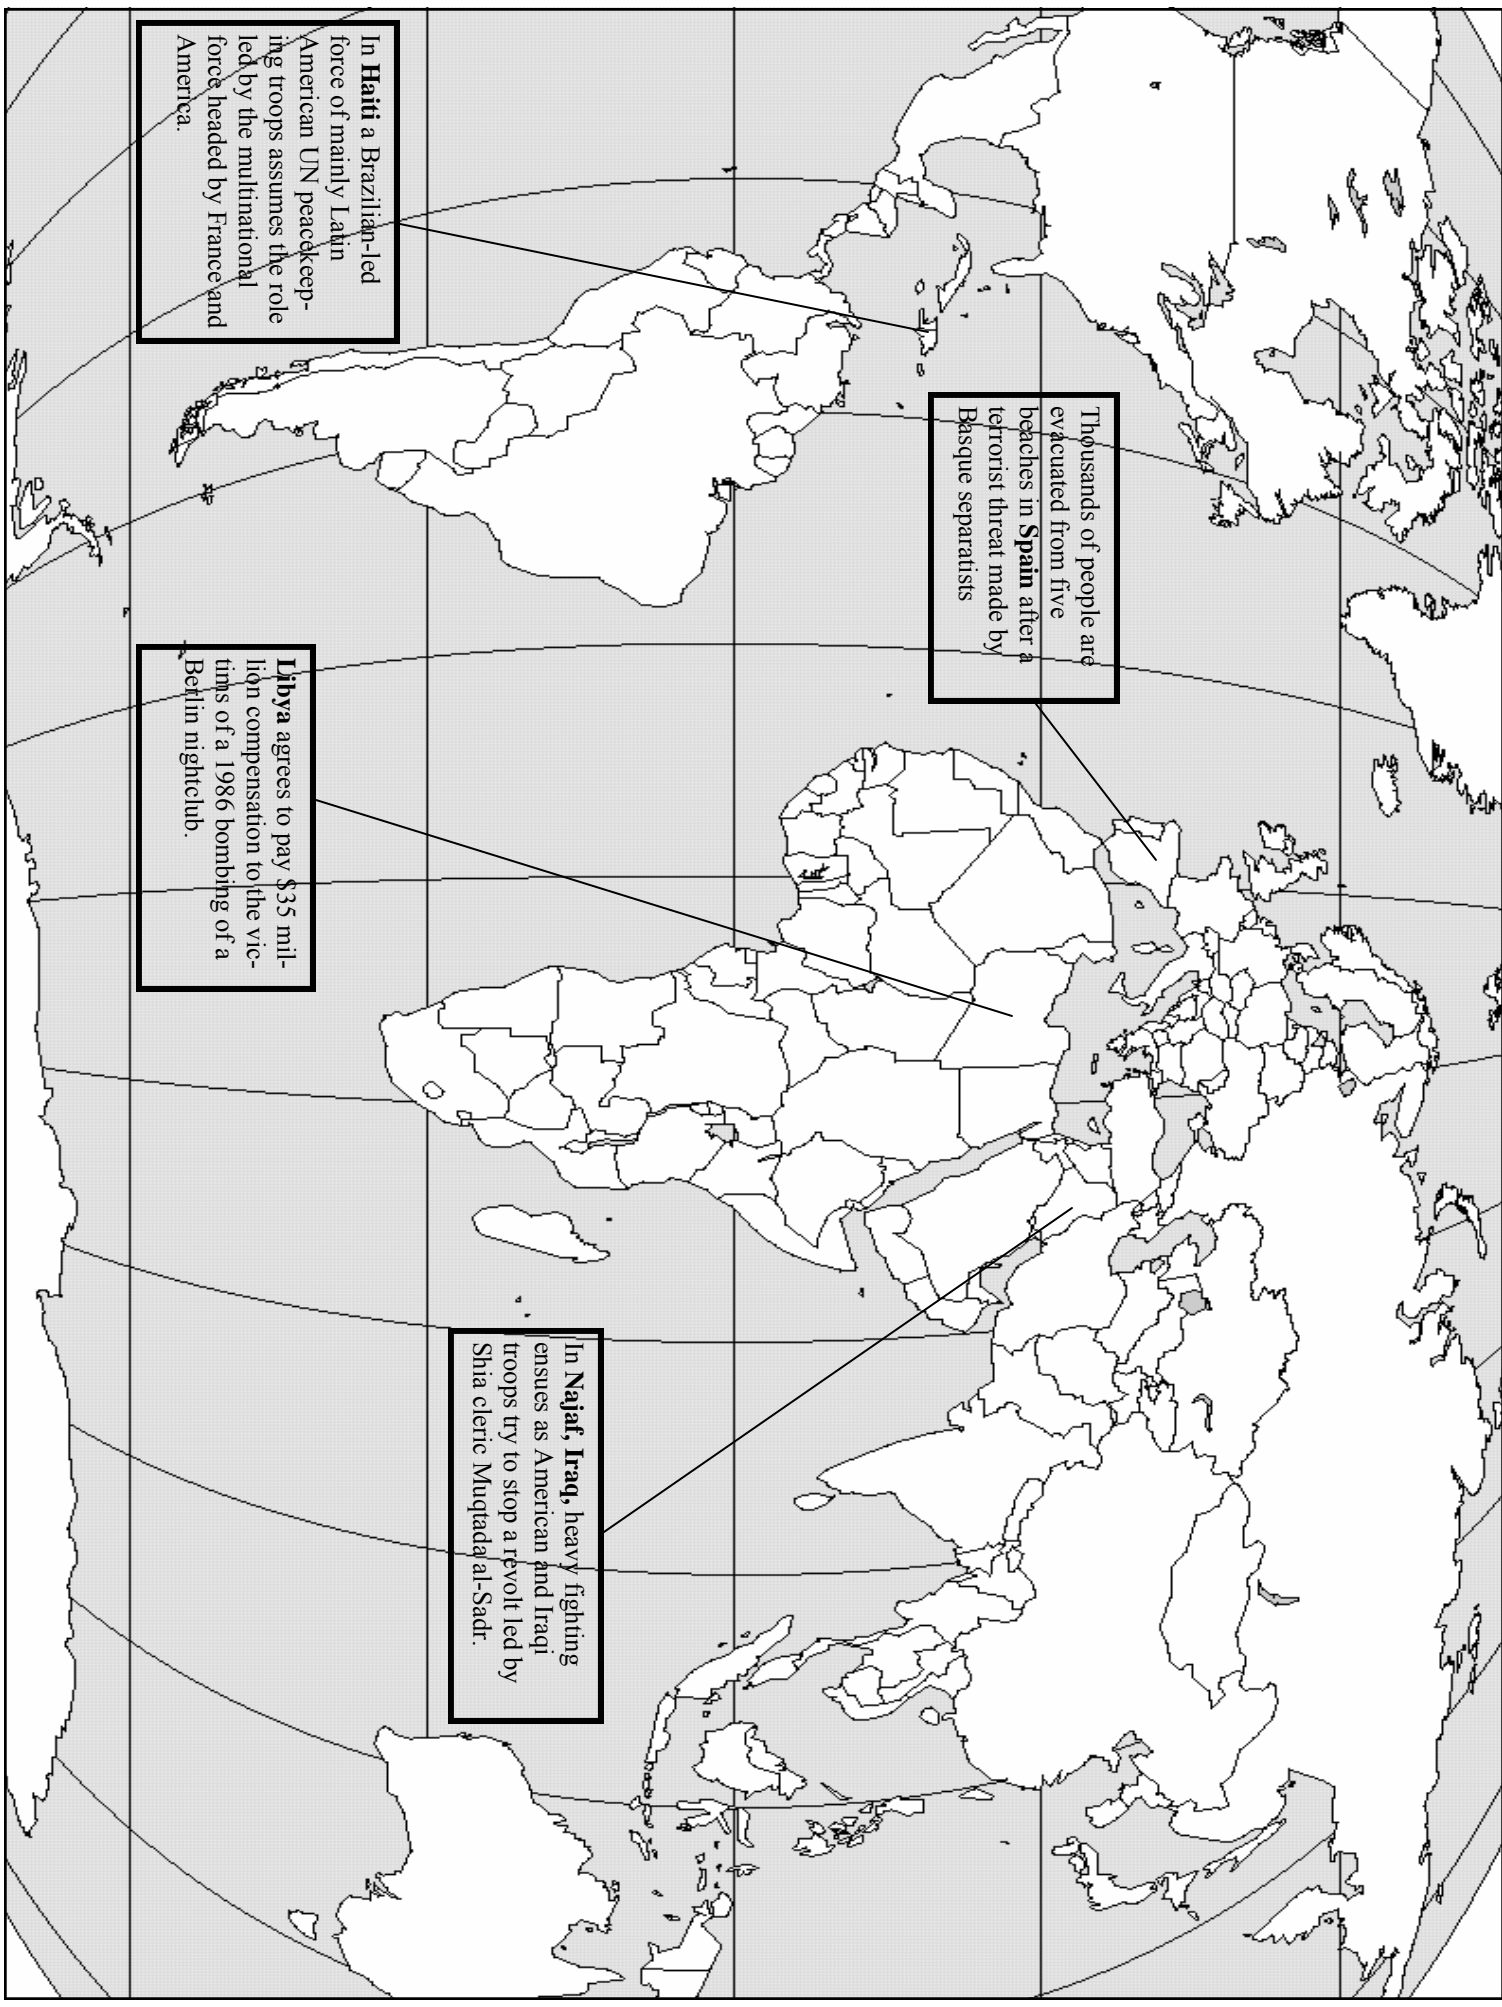 In Haiti a Brazilian-led
force of mainly Latin
American UN peacekeep-
ing troops assumes the role
led by the multinational
force headed by France and
America.
Thousands of people are
evacuated from five
beaches in Spain after a
terrorist threat made by
Basque separatists
Libya agrees to pay $35 mil-
lion compensation to the vic-
tims of a 1986 bombing of a
Berlin nightclub.
In Najaf, Iraq, heavy fighting
ensues as American and Iraqi
troops try to stop a revolt led by
Shia cleric Muqtada al-Sadr.